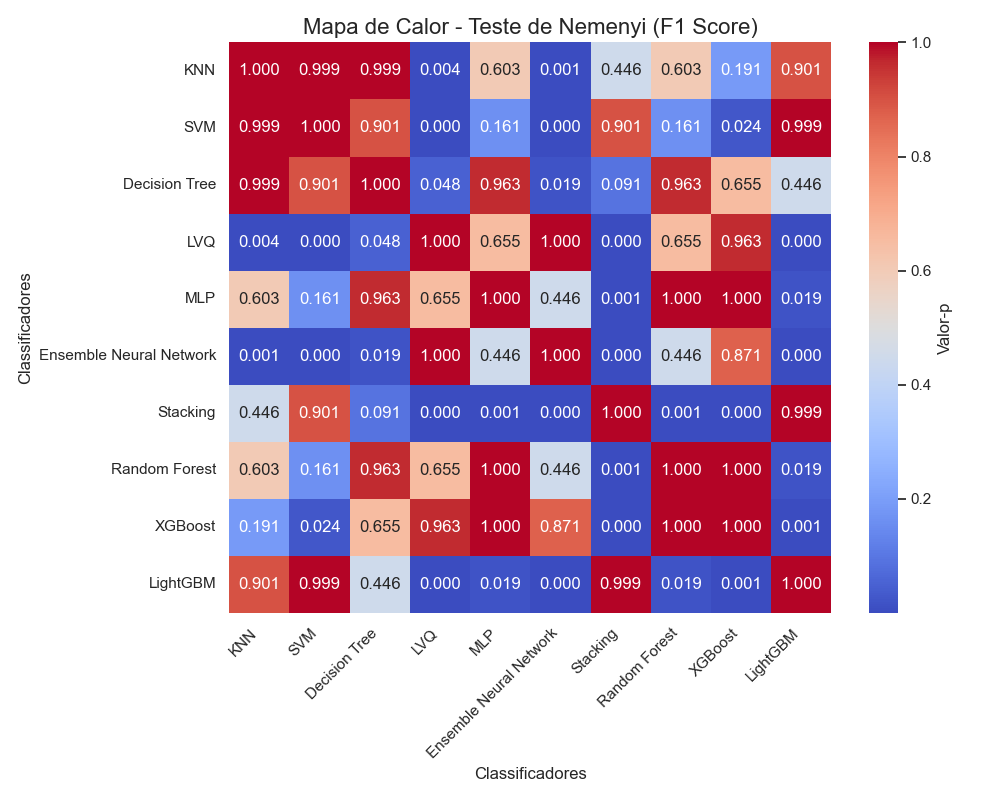 Mapa de Calor - Teste de Nemenyi (F1 Score)
KNN 1.000 0.999 0.999 0.004 0.603 0.001 0.446 0.603 0.191 0.901
SVM 0.999 1.000 0.901 0.000 0.161 0.000 0.901 0.161 0.024 0.999
Decision Tree 0.999 0.901 1.000 0.048 0.963 0.019 0.091 0.963 0.655 0.446
LVQ 0.004 0.000 0.048 1.000 0.655 1.000 0.000 0.655 0.963 0.000
MLP 0.603 0.161 0.963 0.655 1.000 0.446 0.001 1.000 1.000 0.019
Ensemble Neural Network 0.001 0.000 0.019 1.000 0.446 1.000 0.000 0.446 0.871 0.000
Stacking 0.446 0.901 0.091 0.000 0.001 0.000 1.000 0.001 0.000 0.999
Random Forest 0.603 0.161 0.963 0.655 1.000 0.446 0.001 1.000 1.000 0.019
XGBoost 0.191 0.024 0.655 0.963 1.000 0.871 0.000 1.000 1.000 0.001
LightGBM 0.901 0.999 0.446 0.000 0.019 0.000 0.999 0.019 0.001 1.000
KNN SVM Decision Tree LVQ MLP Ensemble Neural Network Stacking Random Forest XGBoost LightGBM
Classificadores
Classificadores
1.0
0.8
0.6
0.4
0.2
Valor-p